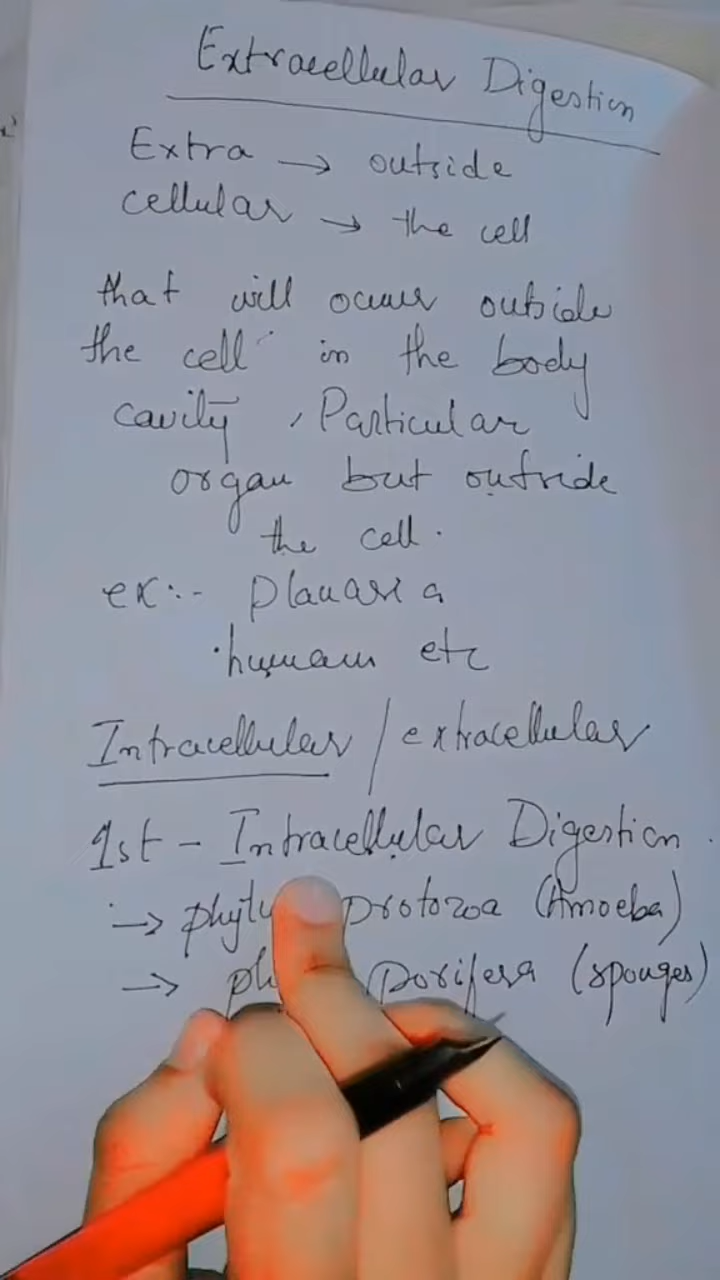 Extracellular Digestion
Extra → outside
cellular → the cell
that will occur outside
the cell in the body
cavity, Particular
organ but outside
the cell.
ex:- planaria
human etc
Intracellular / extracellular
1st - Intracellular Digestion
→ protozoa (Amoeba)
→ porifera (sponges)